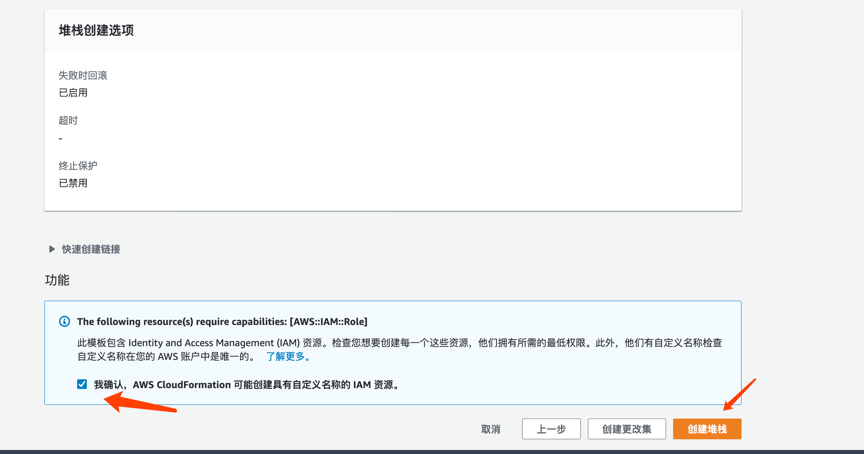 堆栈创建选项
失败时回滚
已启用
超时
-
终止保护
已禁用
快速创建链接
功能
The following resource(s) require capabilities: [AWS::IAM::Role]
此模板包含 Identity and Access Management (IAM) 资源。检查您想要创建每一个这些资源，他们拥有所需的最低权限。此外，他们有自定义名称检查
自定义名称在您的 AWS 账户中是唯一的。 了解更多。
我确认，AWS CloudFormation 可能创建具有自定义名称的 IAM 资源。
取消 上一步 创建更改集 创建堆栈